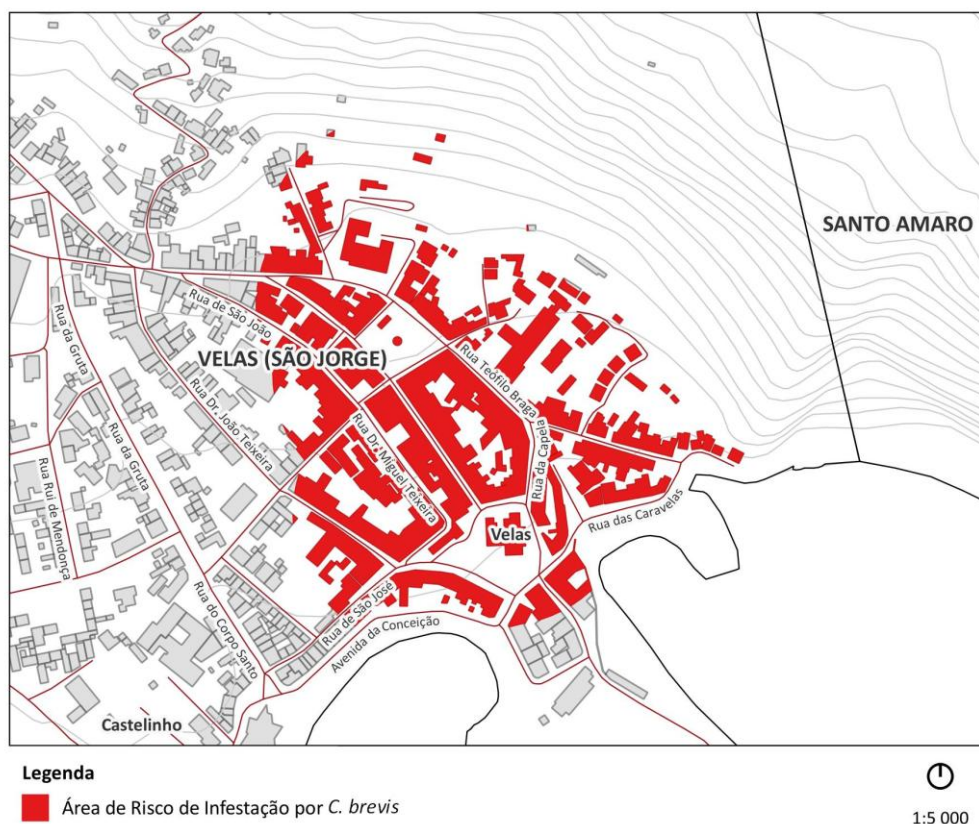 SANTO AMARO
Rua da Gruta
Rua de São João
VELAS (SÃO JORGE)
Rua Teófilo Braga
Rua Dr. João Teixeira
Rua Dr. Miguel Teixeira
Rua da Capela
Rua da Gruta
Rua Rui de Mendonça
Velas
Rua das Caravelas
Rua do Corpo Santo
Rua de São José
Avenida da Conceição
Castelinho
Legenda
Área de Risco de Infestação por C. brevis
1:5 000